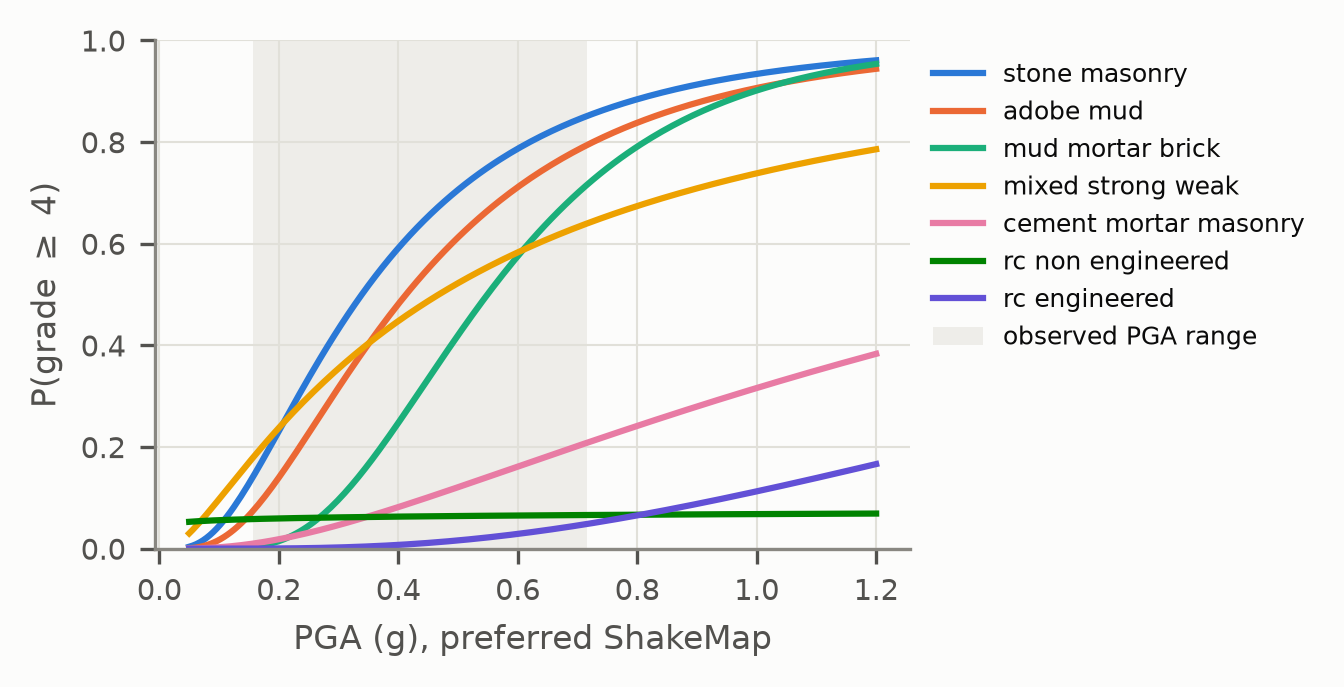 P(grade ≥ 4)
1.0
0.8
0.6
0.4
0.2
0.0
0.0 0.2 0.4 0.6 0.8 1.0 1.2
PGA (g), preferred ShakeMap
stone masonry
adobe mud
mud mortar brick
mixed strong weak
cement mortar masonry
rc non engineered
rc engineered
observed PGA range